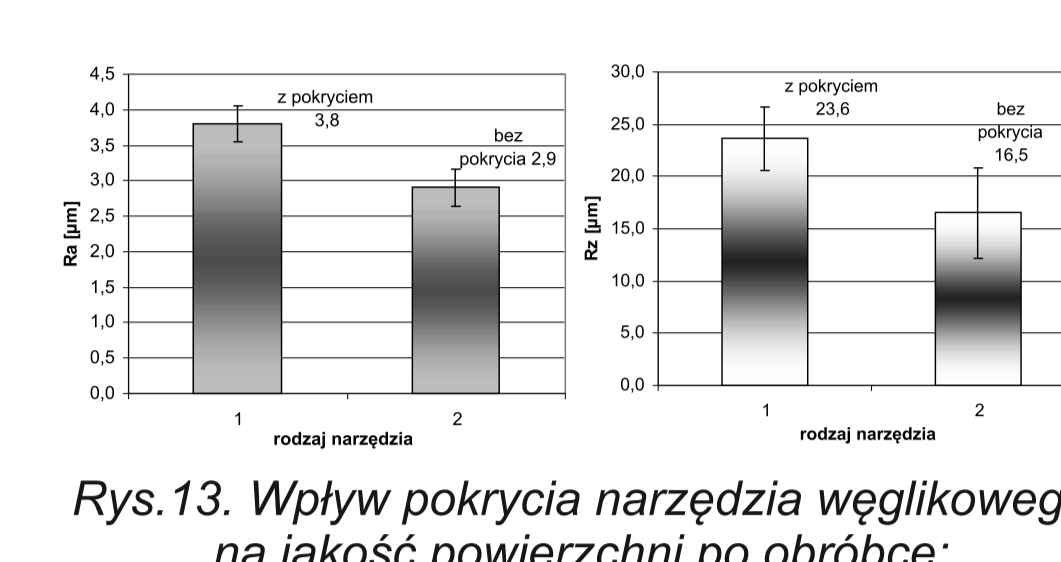 4,5
4,0
3,5
3,0
2,5
2,0
1,5
1,0
0,5
0,0
Ra [µm]
z pokryciem
3,8
bez
pokrycia 2,9
1
2
rodzaj narzędzia
30,0
25,0
20,0
15,0
10,0
5,0
0,0
Rz [µm]
z pokryciem
23,6
bez
pokrycia
16,5
1
2
rodzaj narzędzia
Rys.13. Wpływ pokrycia narzędzia węglikoweg
na jakość powierzchni po obróbce: